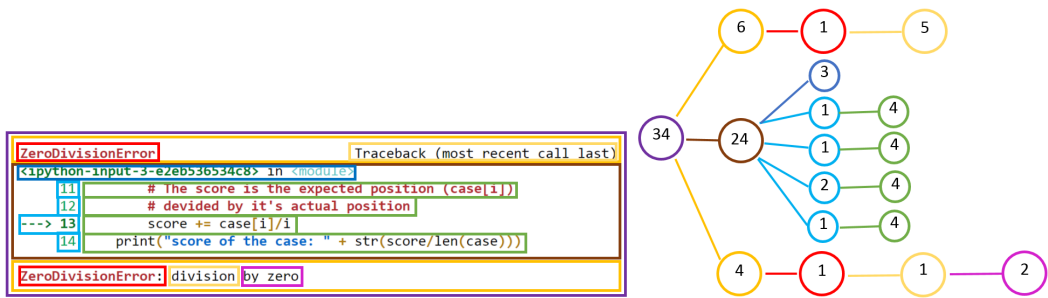 ZeroDivisionError Traceback (most recent call last)
<ipython-input-3-e2eb536534c8> in <module>
11 # The score is the expected position (case[i])
12 # devided by it's actual position
---> 13 score += case[i]/i
14 print("score of the case: " + str(score/len(case)))
ZeroDivisionError: division by zero
6 1 5
3
1 4
34 24
1 4
2 4
1 4
4 1 1 2